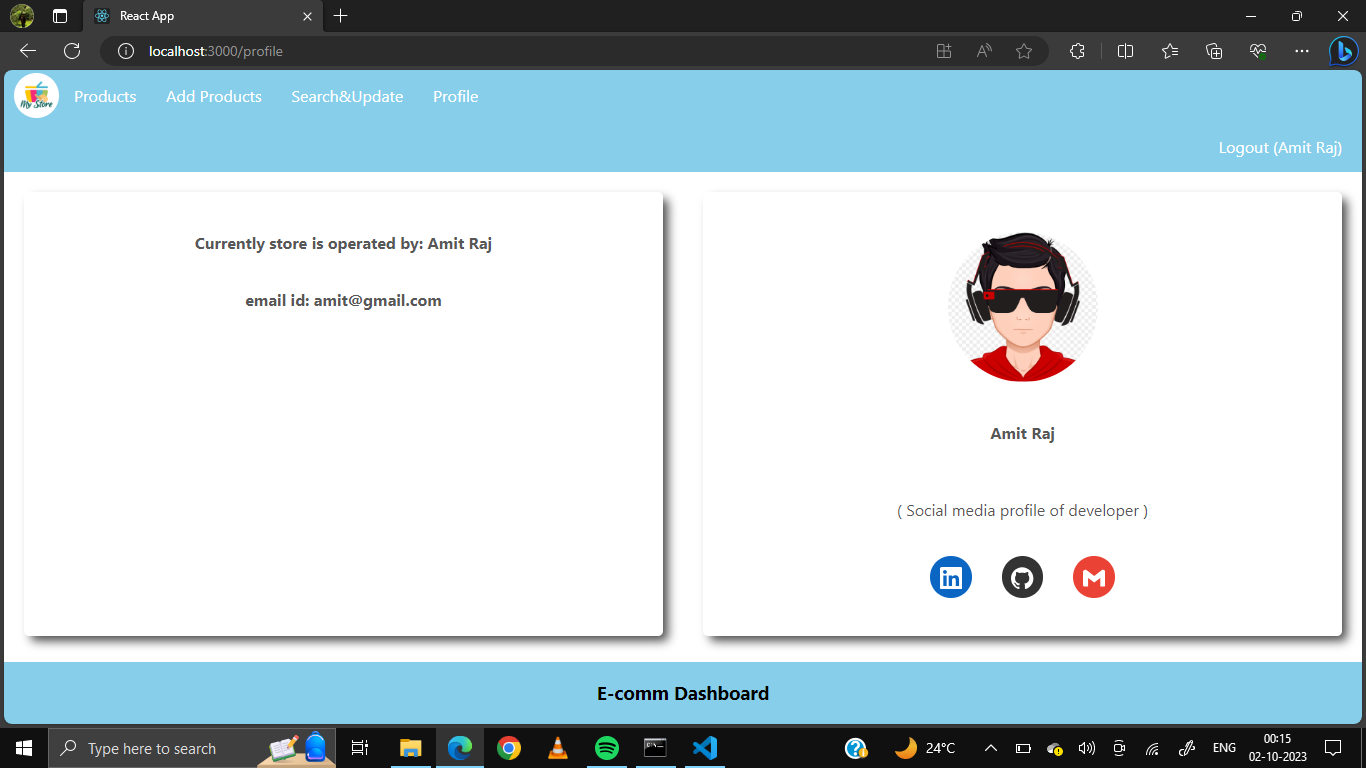 React App
localhost:3000/profile
My Store
Products Add Products Search&Update Profile
Logout (Amit Raj)
Currently store is operated by: Amit Raj
email id: amit@gmail.com
Amit Raj
( Social media profile of developer )
E-comm Dashboard
Type here to search
24°C
ENG
00:15
02-10-2023